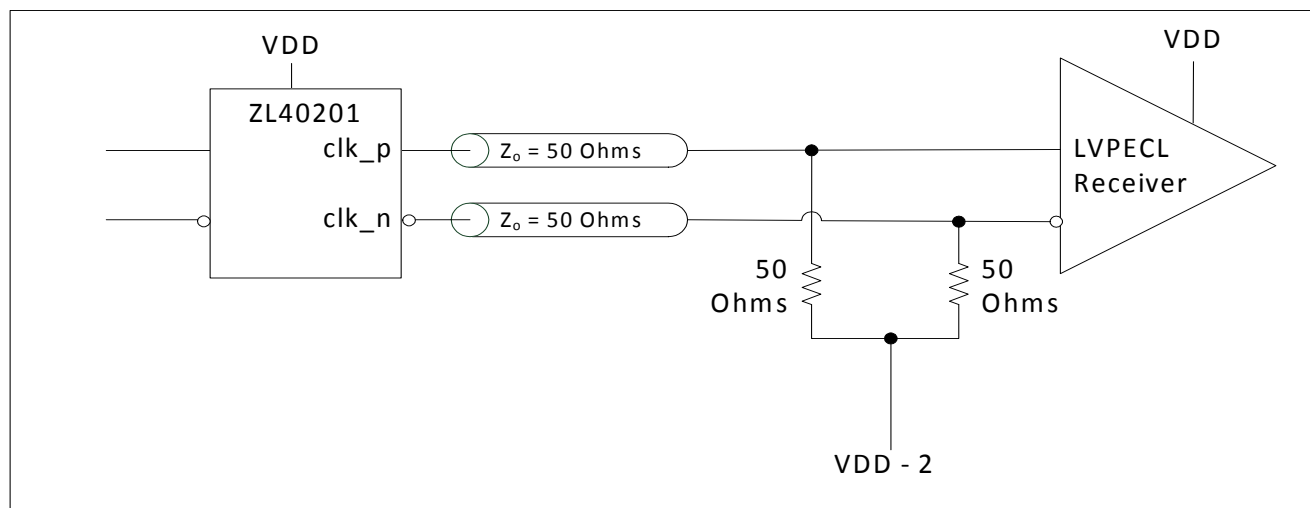 VDD
VDD
ZL40201
clk_p
Zo = 50 Ohms
LVPECL
Receiver
clk_n
Zo = 50 Ohms
50
Ohms
50
Ohms
VDD - 2